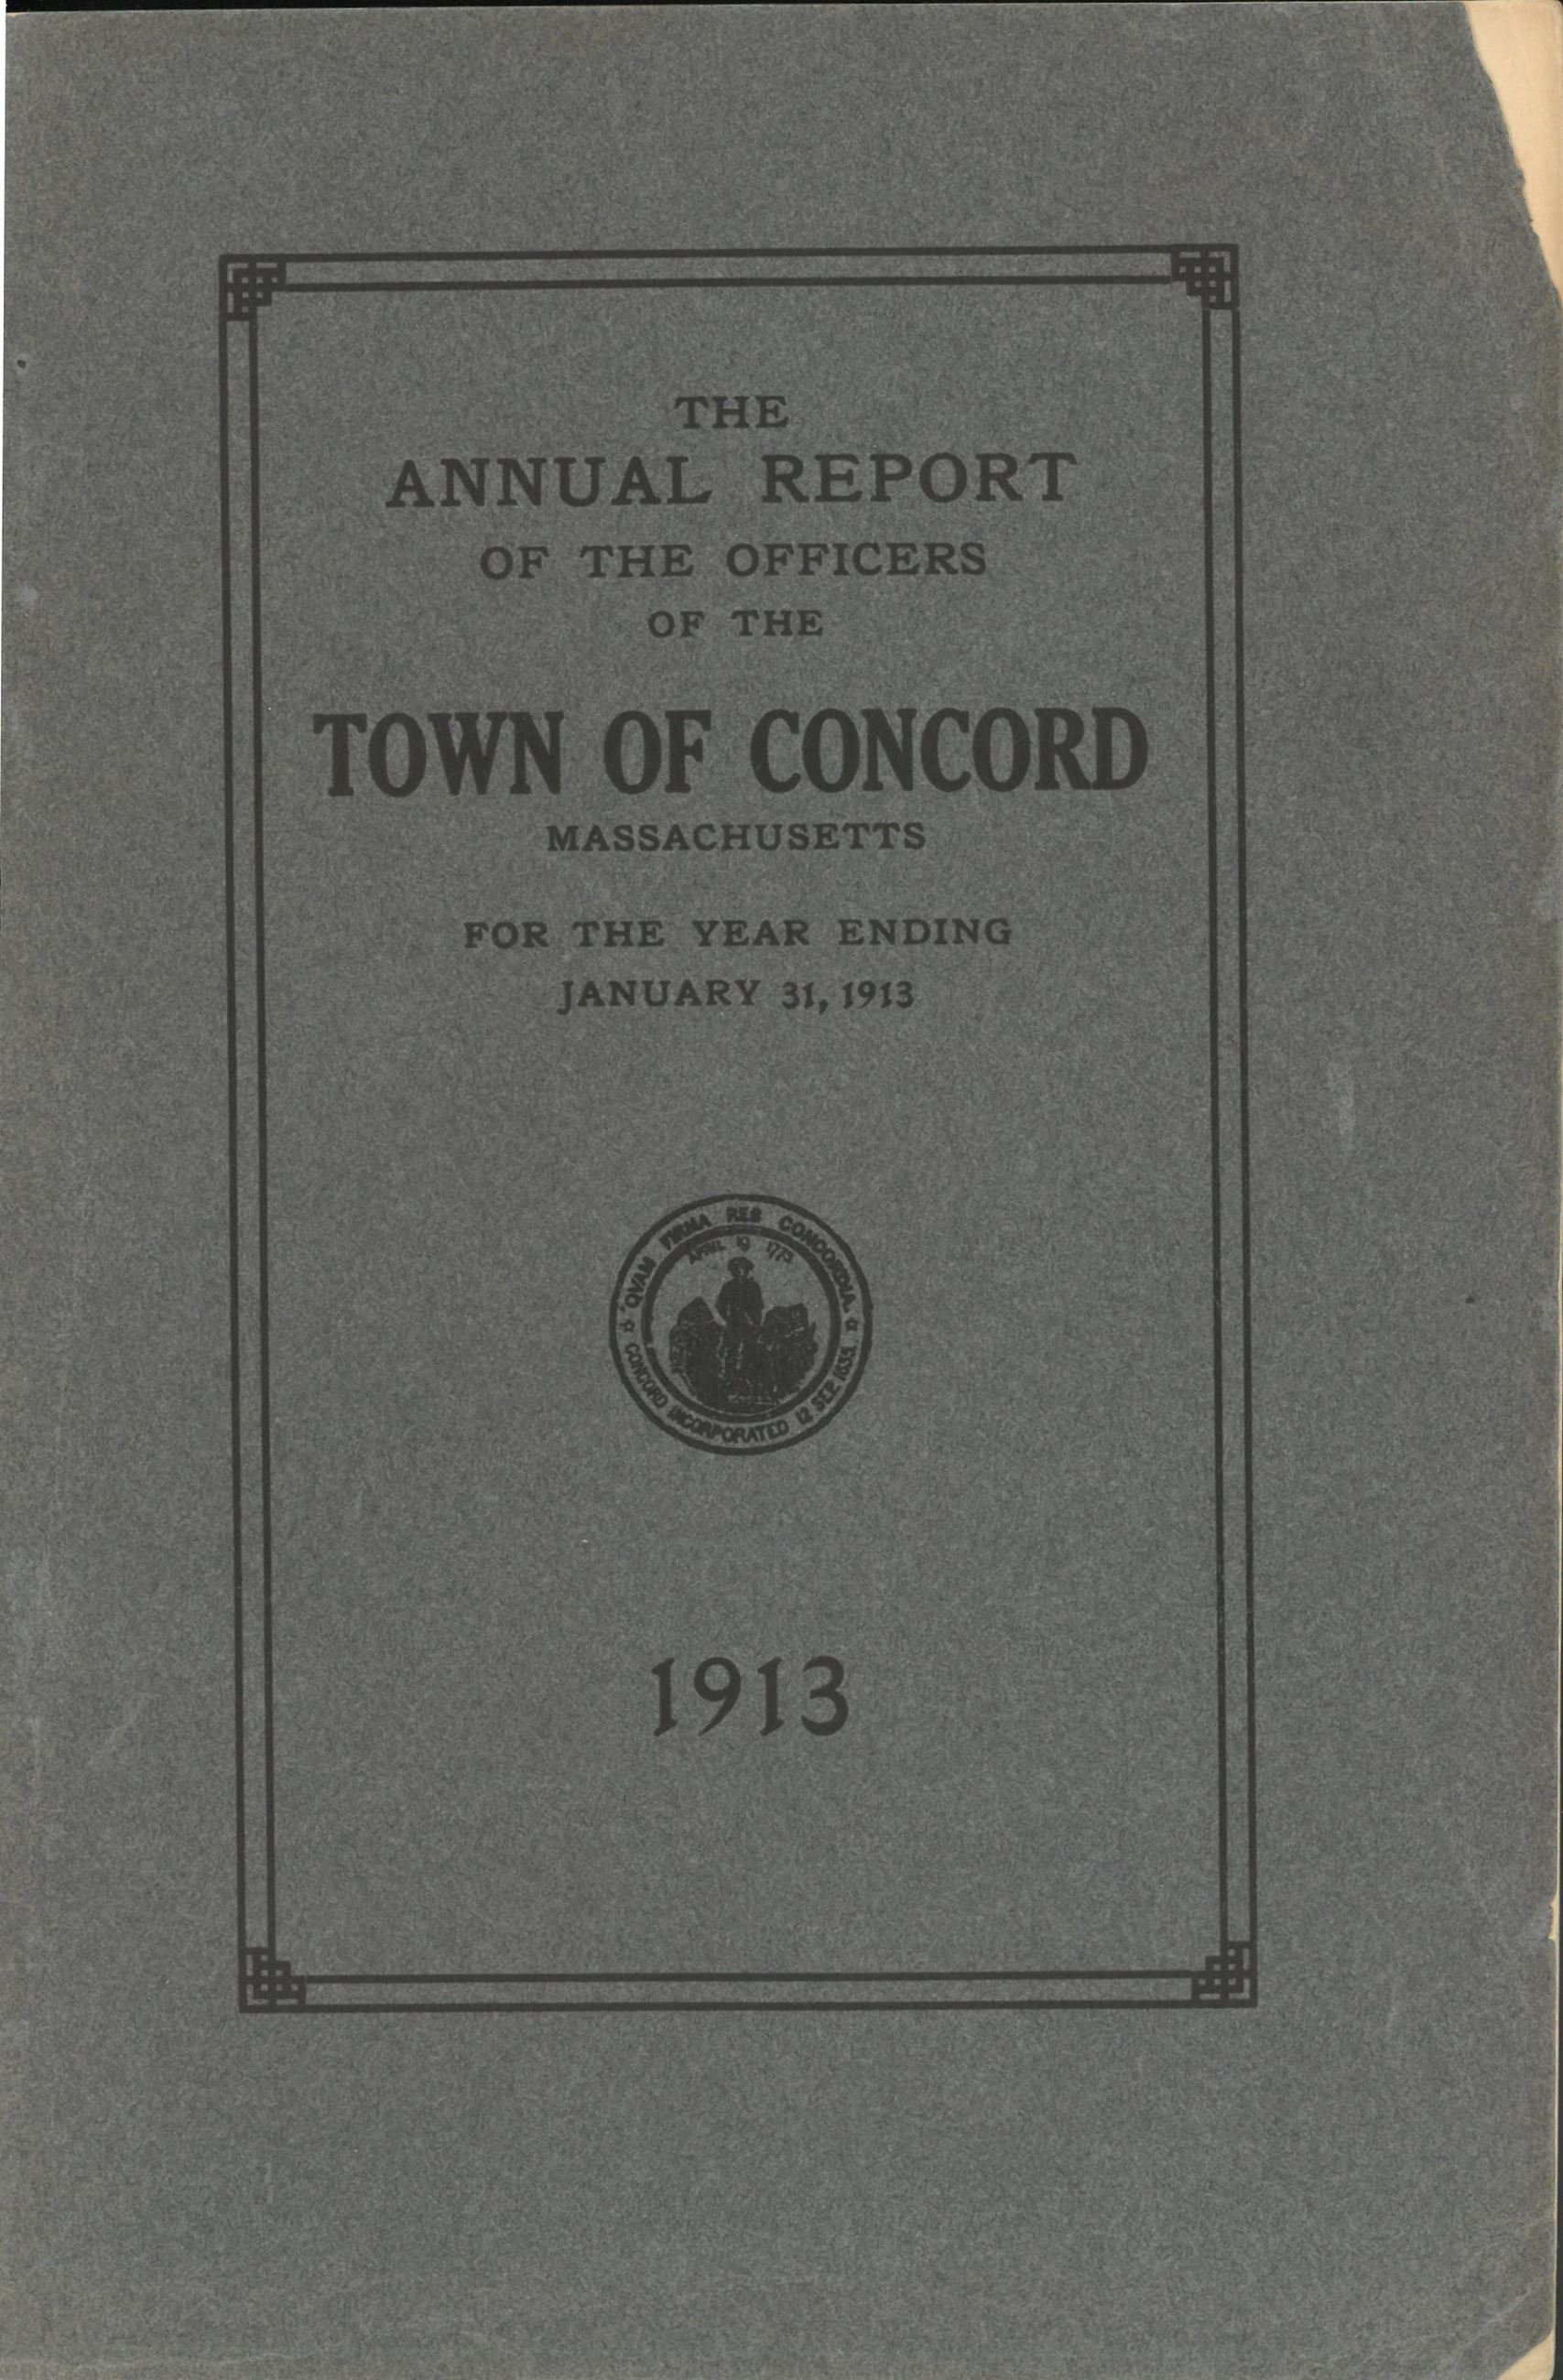 THE
ANNUAL REPORT
OF THE OFFICERS
OF THE
TOWN OF CONCORD
MASSACHUSETTS
FOR THE YEAR ENDING
JANUARY 31, 1913
"QVAM FIRMA RES CONCORDIA."
APRIL 19 1775
CONCORD INCORPORATED 12 SEP. 1635.
1913